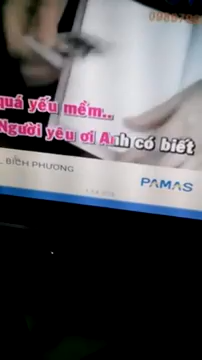 quá yếu mềm..
Người yêu ơi Anh có biết
BÍCH PHƯƠNG
PAMAS